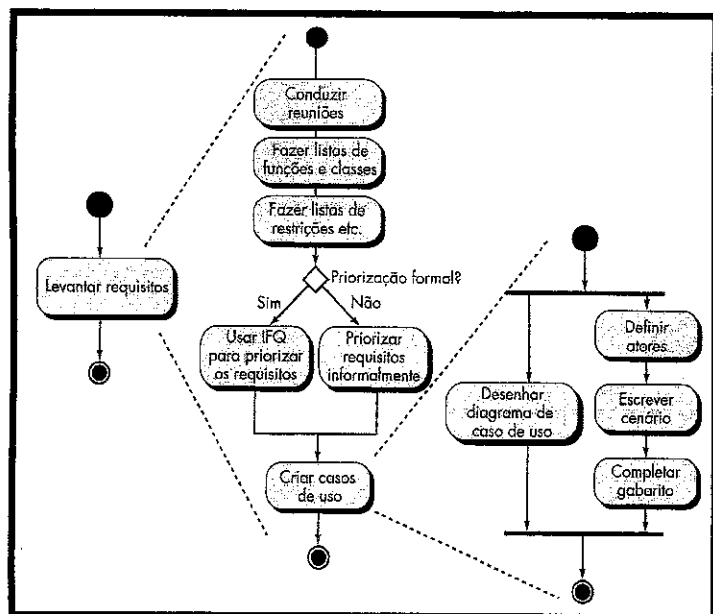 Levantar requisitos
Conduzir
reuniões
Fazer listas de
funções e classes
Fazer listas de
restrições etc.
Priorização formal?
Sim
Não
Usar IFQ
para priorizar
os requisitos
Priorizar
requisitos
informalmente
Criar casos
de uso
Desenhar
diagrama de
caso de uso
Definir
atores
Escrever
cenário
Completar
gabarito